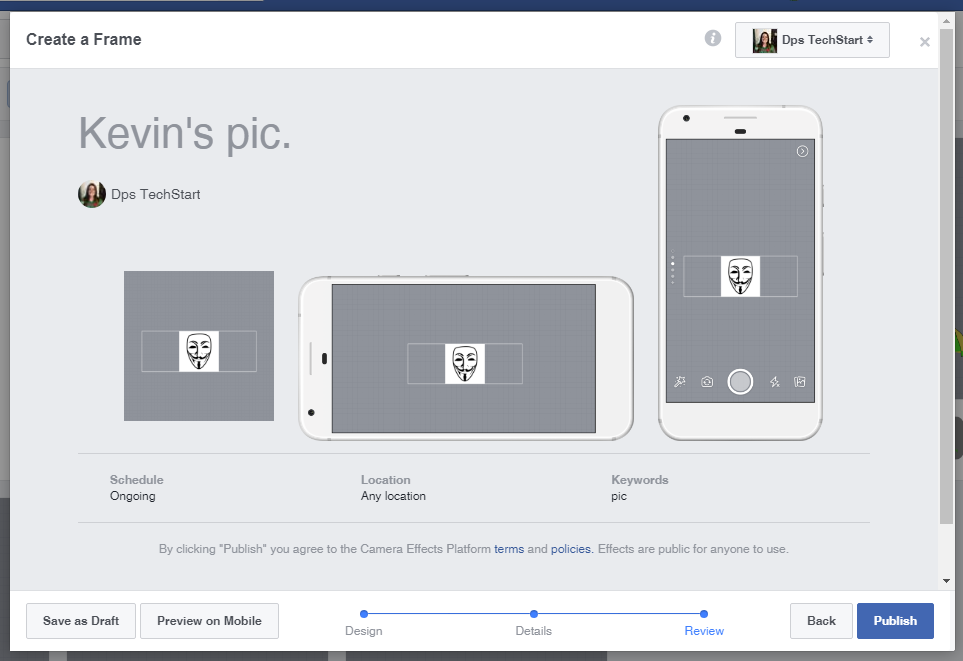 Create a Frame
Dps TechStart
Kevin's pic.
Dps TechStart
Schedule
Ongoing
Location
Any location
Keywords
pic
By clicking "Publish" you agree to the Camera Effects Platform terms and policies. Effects are public for anyone to use.
Save as Draft
Preview on Mobile
Design
Details
Review
Back
Publish